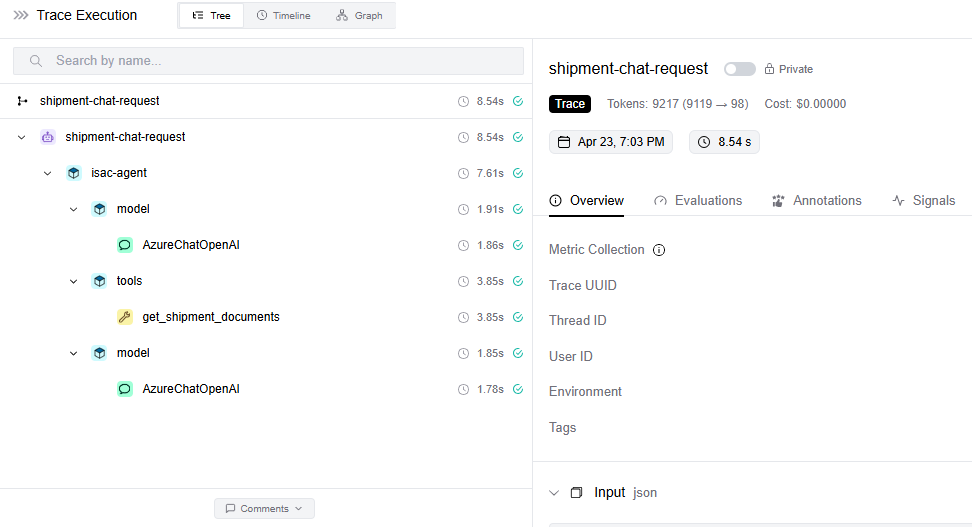 Trace Execution Tree Timeline Graph
Search by name...
shipment-chat-request 8.54s
shipment-chat-request 8.54s
isac-agent 7.61s
model 1.91s
AzureChatOpenAI 1.86s
tools 3.85s
get_shipment_documents 3.85s
model 1.85s
AzureChatOpenAI 1.78s
Comments
shipment-chat-request Private
Trace Tokens: 9217 (9119 → 98) Cost: $0.00000
Apr 23, 7:03 PM 8.54 s
Overview Evaluations Annotations Signals
Metric Collection
Trace UUID
Thread ID
User ID
Environment
Tags
Input json